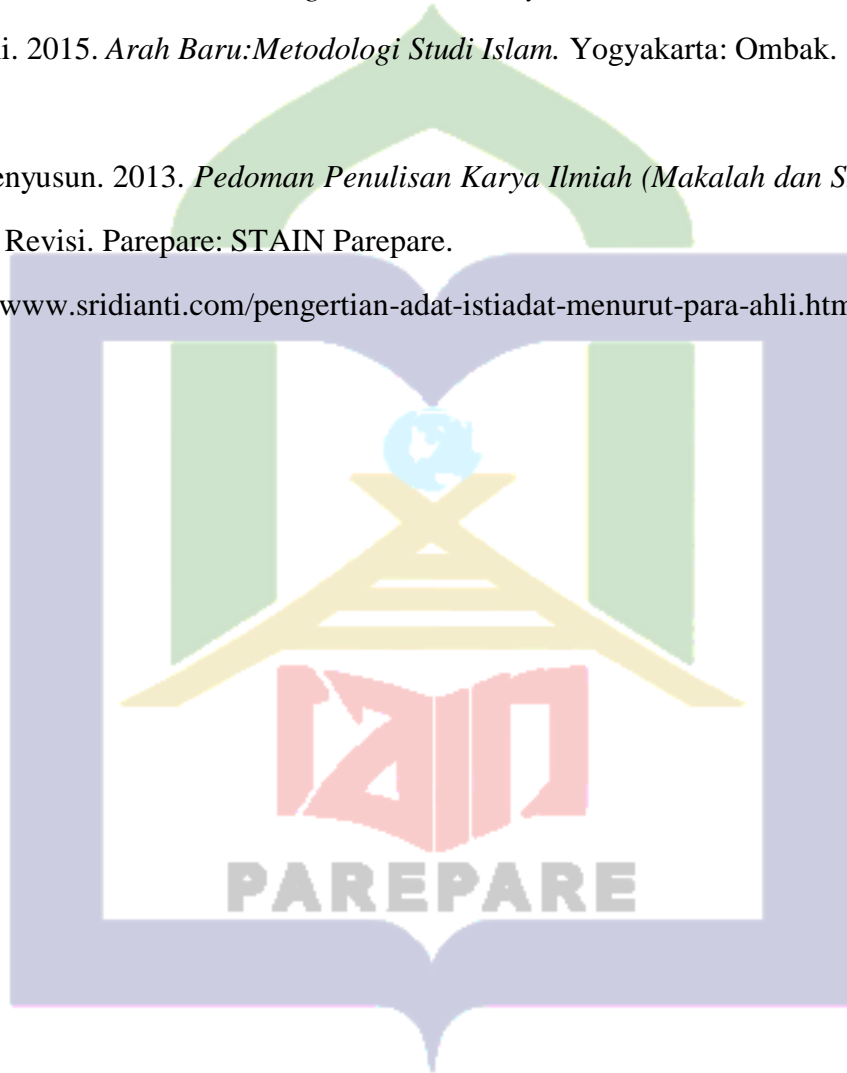 i. 2015. Arah Baru:Metodologi Studi Islam. Yogyakarta: Ombak.
enyusun. 2013. Pedoman Penulisan Karya Ilmiah (Makalah dan S
Revisi. Parepare: STAIN Parepare.
www.sridianti.com/pengertian-adat-istiadat-menurut-para-ahli.htm
iain
PAREPARE